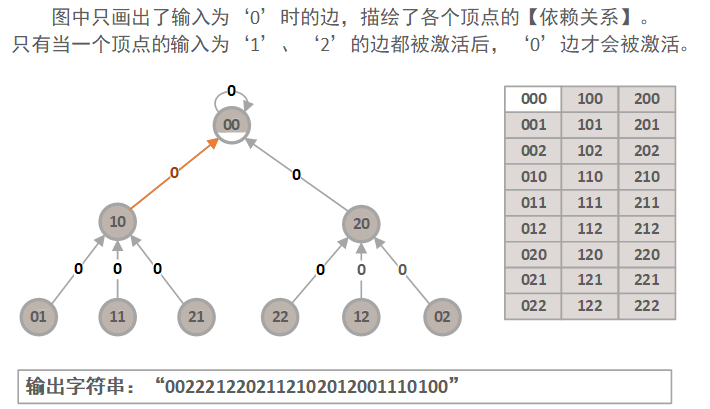 图中只画出了输入为‘0’时的边，描绘了各个顶点的【依赖关系】。
只有当一个顶点的输入为‘1’、‘2’的边都被激活后，‘0’边才会被激活。
0
00
0
0
10
20
0
0
0
0
0
0
01
11
21
22
12
02
000 100 200
001 101 201
002 102 202
010 110 210
011 111 211
012 112 212
020 120 220
021 121 221
022 122 222
输出字符串：“0022212202112102012001110100”